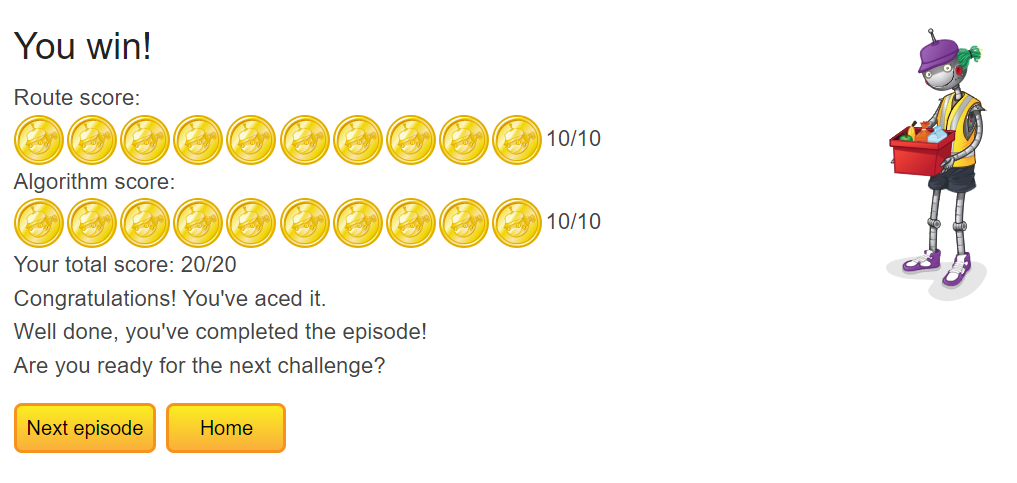 You win!
Route score:
10/10
Algorithm score:
10/10
Your total score: 20/20
Congratulations! You've aced it.
Well done, you've completed the episode!
Are you ready for the next challenge?
Next episode
Home